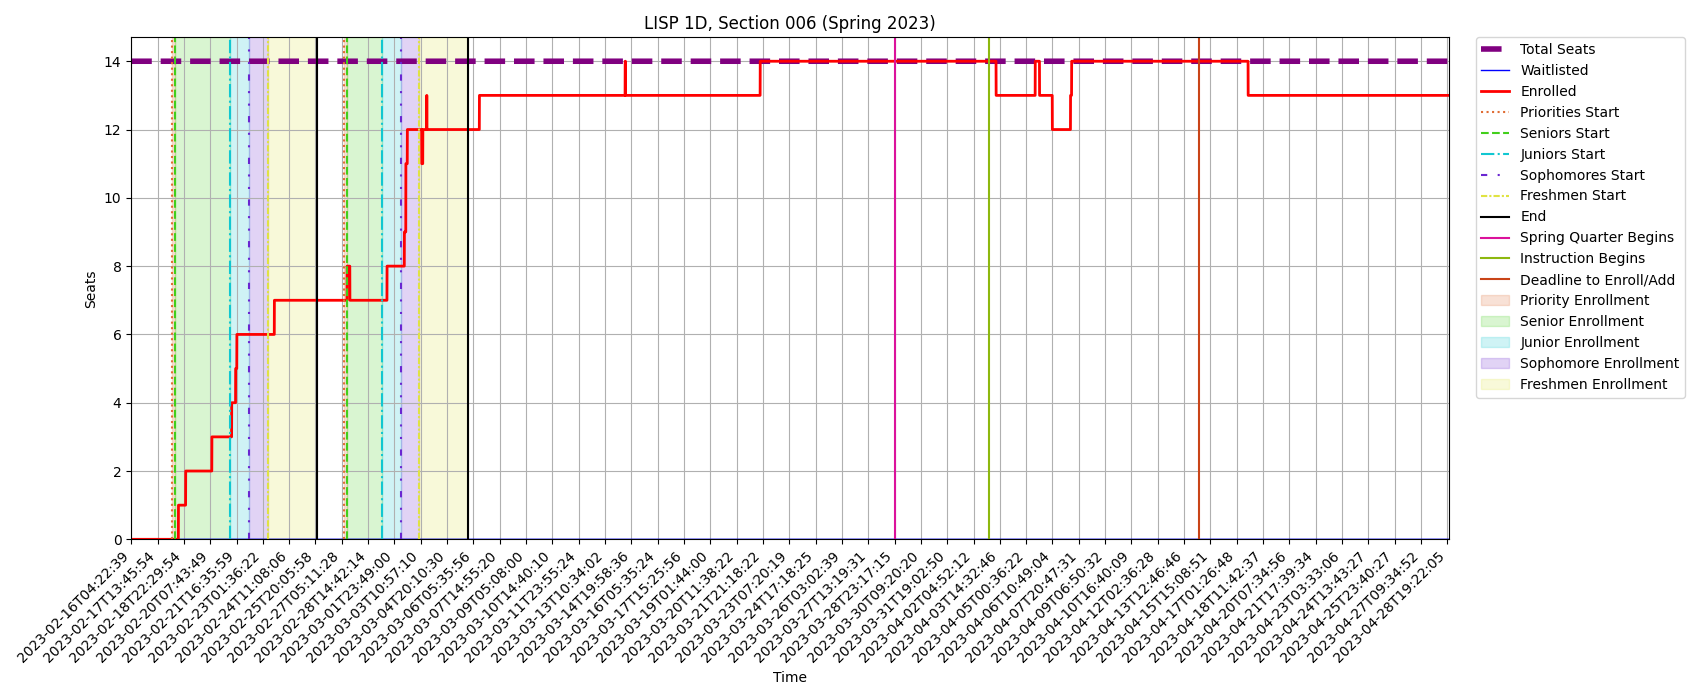 LISP 1D, Section 006 (Spring 2023)
Seats
14
12
10
8
6
4
2
0
2023-02-16T04:22:39
2023-02-17T13:45:54
2023-02-18T22:29:54
2023-02-20T07:43:49
2023-02-21T16:35:59
2023-02-23T01:36:22
2023-02-24T11:08:06
2023-02-25T20:05:58
2023-02-27T05:11:28
2023-02-28T14:42:14
2023-03-01T23:49:00
2023-03-03T10:57:10
2023-03-04T20:10:30
2023-03-06T05:35:56
2023-03-07T14:55:20
2023-03-09T05:08:00
2023-03-10T14:40:10
2023-03-11T23:55:24
2023-03-13T10:34:02
2023-03-14T19:58:36
2023-03-16T05:35:24
2023-03-17T15:25:56
2023-03-19T01:44:00
2023-03-20T11:38:22
2023-03-21T21:18:22
2023-03-23T07:20:19
2023-03-24T17:18:25
2023-03-26T03:02:39
2023-03-27T13:19:31
2023-03-28T23:17:15
2023-03-30T09:20:20
2023-03-31T19:02:50
2023-04-02T04:52:12
2023-04-03T14:32:46
2023-04-05T00:36:22
2023-04-06T10:49:04
2023-04-07T20:47:31
2023-04-09T06:50:32
2023-04-10T16:40:09
2023-04-12T02:36:28
2023-04-13T12:46:46
2023-04-15T15:08:51
2023-04-17T01:26:48
2023-04-18T11:42:37
2023-04-20T07:34:56
2023-04-21T17:39:34
2023-04-23T03:33:06
2023-04-24T13:43:27
2023-04-25T23:40:27
2023-04-27T09:34:52
2023-04-28T19:22:05
Time
Total Seats
Waitlisted
Enrolled
Priorities Start
Seniors Start
Juniors Start
Sophomores Start
Freshmen Start
End
Spring Quarter Begins
Instruction Begins
Deadline to Enroll/Add
Priority Enrollment
Senior Enrollment
Junior Enrollment
Sophomore Enrollment
Freshmen Enrollment